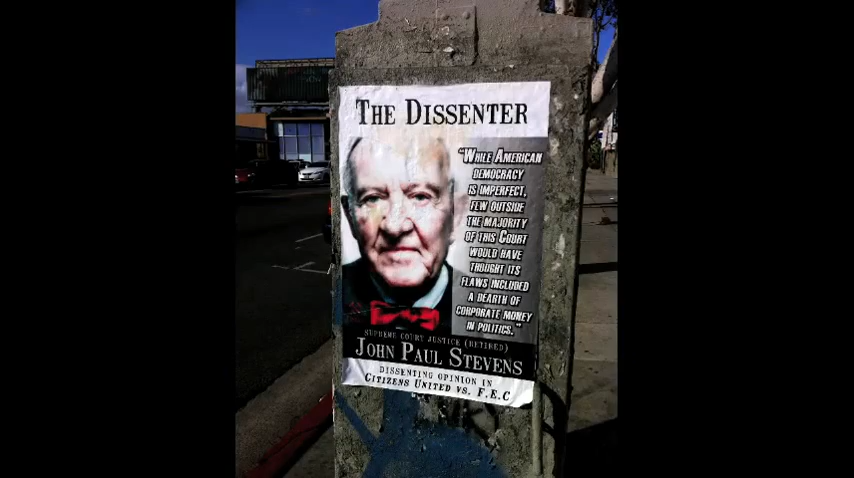 THE DISSENTER
"WHILE AMERICAN
DEMOCRACY
IS IMPERFECT,
FEW OUTSIDE
THE MAJORITY
OF THIS COURT
WOULD HAVE
THOUGHT ITS
FLAWS INCLUDED
A DEARTH OF
CORPORATE MONEY
IN POLITICS."
SUPREME COURT JUSTICE (RETIRED)
JOHN PAUL STEVENS
DISSENTING OPINION IN
CITIZENS UNITED VS. F.E.C